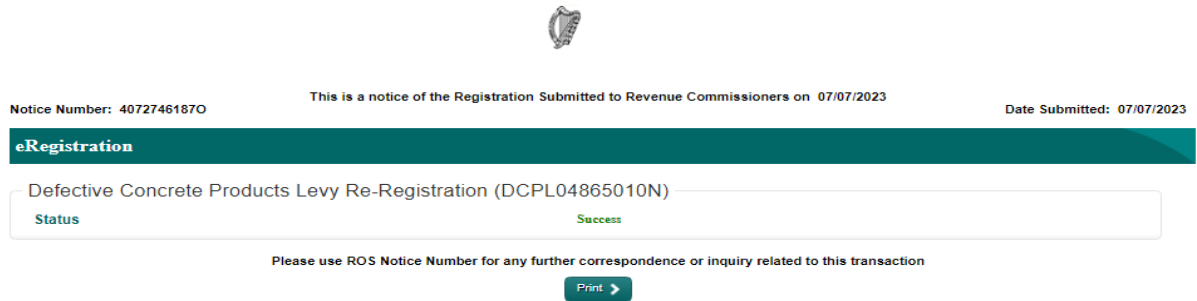 This is a notice of the Registration Submitted to Revenue Commissioners on 07/07/2023
Notice Number: 4072746187O
Date Submitted: 07/07/2023
eRegistration
Defective Concrete Products Levy Re-Registration (DCPL04865010N)
Status Success
Please use ROS Notice Number for any further correspondence or inquiry related to this transaction
Print